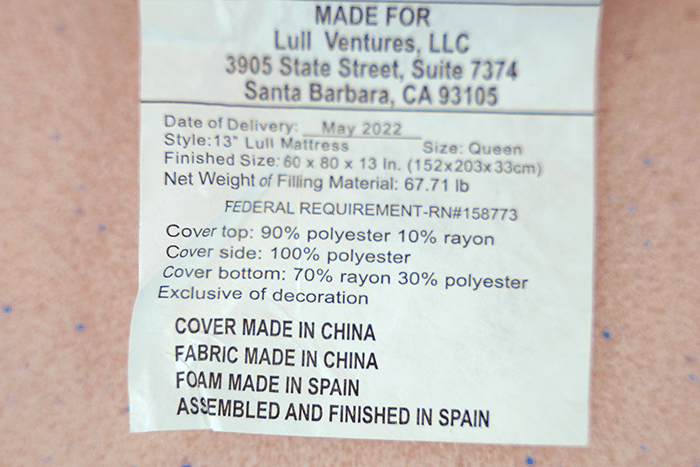 MADE FOR
Lull Ventures, LLC
3905 State Street, Suite 7374
Santa Barbara, CA 93105
Date of Delivery: May 2022
Style:13" Lull Mattress Size: Queen
Finished Size: 60 x 80 x 13 In. (152x203x33cm)
Net Weight of Filling Material: 67.71 lb
FEDERAL REQUIREMENT-RN#158773
Cover top: 90% polyester 10% rayon
Cover side: 100% polyester
Cover bottom: 70% rayon 30% polyester
Exclusive of decoration
COVER MADE IN CHINA
FABRIC MADE IN CHINA
FOAM MADE IN SPAIN
ASSEMBLED AND FINISHED IN SPAIN